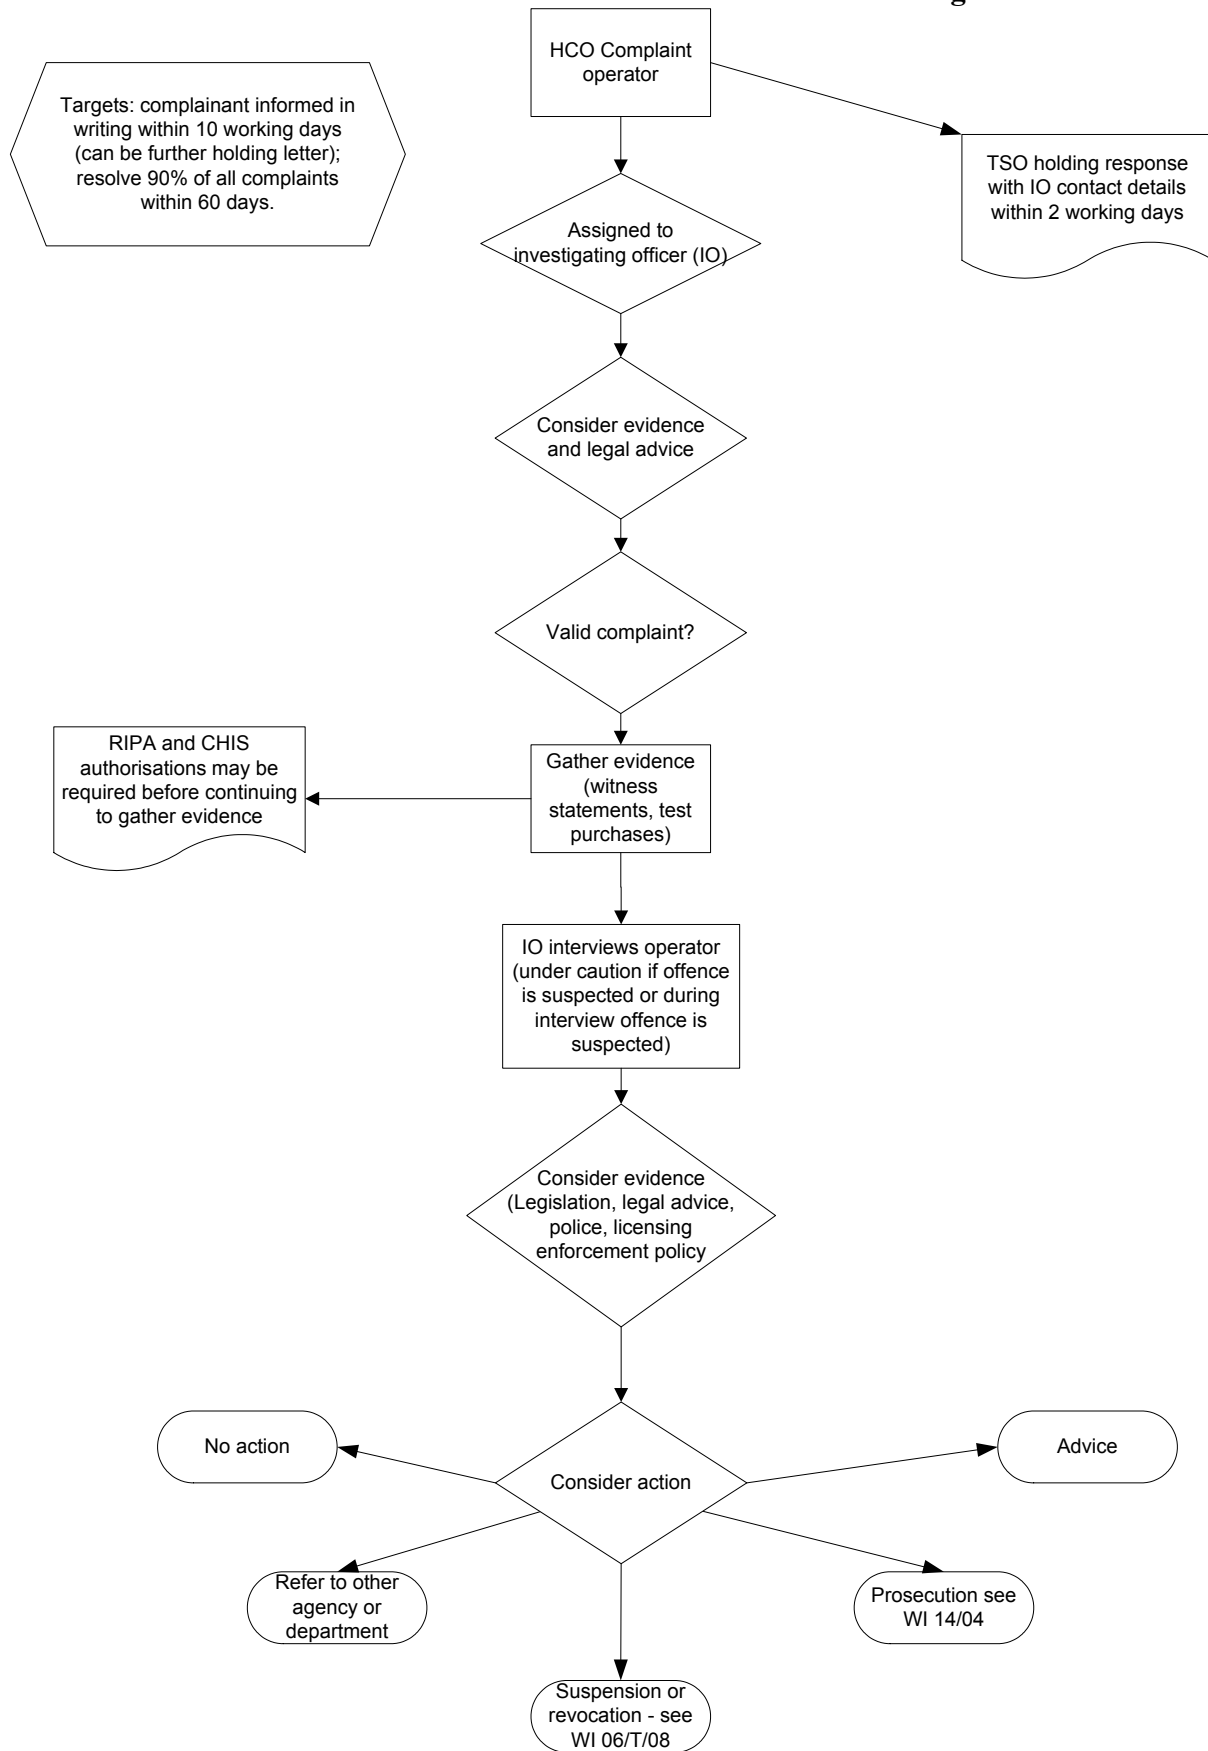 HCO Complaint
operator
Targets: complainant informed in
writing within 10 working days
(can be further holding letter);
resolve 90% of all complaints
within 60 days.
TSO holding response
with IO contact details
within 2 working days
Assigned to
investigating officer (IO)
Consider evidence
and legal advice
Valid complaint?
RIPA and CHIS
authorisations may be
required before continuing
to gather evidence
Gather evidence
(witness
statements, test
purchases)
IO interviews operator
(under caution if offence
is suspected or during
interview offence is
suspected)
Consider evidence
(Legislation, legal advice,
police, licensing
enforcement policy
No action
Consider action
Advice
Refer to other
agency or
department
Prosecution see
WI 14/04
Suspension or
revocation - see
WI 06/T/08